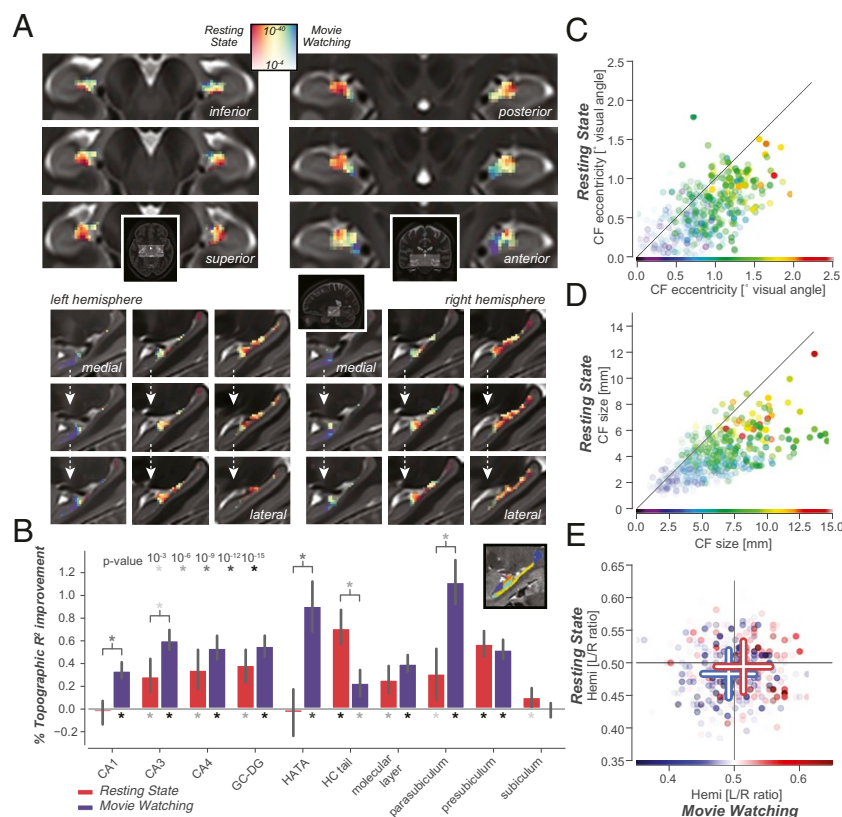 A
Resting
State
10-40
10-4
Movie
Watching
inferior
posterior
superior
anterior
left hemisphere
right hemisphere
medial
medial
lateral
lateral
B
p-value 10-3 10-6 10-9 10-12 10-15
* * * * *
% Topographic R² improvement
1.2
1.0
0.8
0.6
0.4
0.2
0.0
−0.2
CA1
CA3
CA4
GC-DG
HATA
HC tail
molecular
layer
parasubiculum
presubiculum
subiculum
Resting State
Movie Watching
C
Resting State
CF eccentricity [° visual angle]
2.5
2.0
1.5
1.0
0.5
0.0
0.0 0.5 1.0 1.5 2.0 2.5
CF eccentricity [° visual angle]
D
Resting State
CF size [mm]
14
12
10
8
6
4
2
0
0.0 2.5 5.0 7.5 10.0 12.5 15.0
CF size [mm]
E
Resting State
Hemi [L/R ratio]
0.65
0.60
0.55
0.50
0.45
0.40
0.35
0.4 0.5 0.6
Hemi [L/R ratio]
Movie Watching